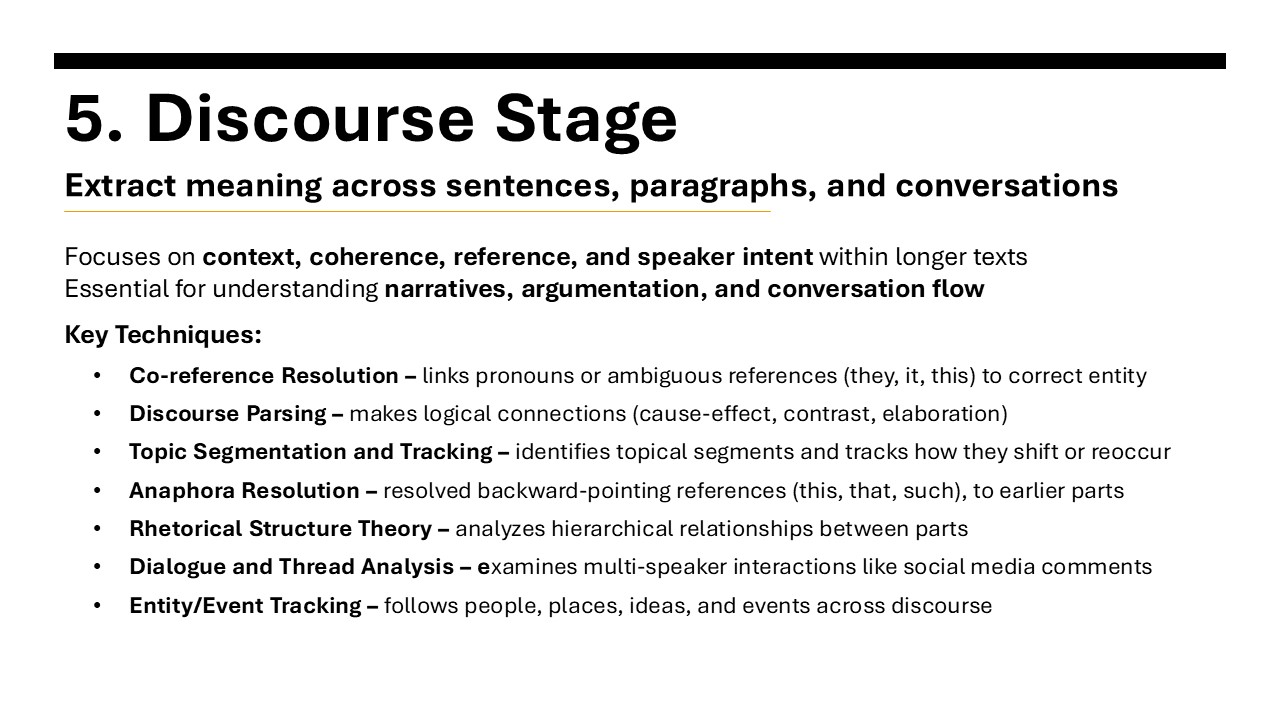 5. Discourse Stage
Extract meaning across sentences, paragraphs, and conversations
Focuses on context, coherence, reference, and speaker intent within longer texts
Essential for understanding narratives, argumentation, and conversation flow
Key Techniques:
• Co-reference Resolution – links pronouns or ambiguous references (they, it, this) to correct entity
• Discourse Parsing – makes logical connections (cause-effect, contrast, elaboration)
• Topic Segmentation and Tracking – identifies topical segments and tracks how they shift or reoccur
• Anaphora Resolution – resolved backward-pointing references (this, that, such), to earlier parts
• Rhetorical Structure Theory – analyzes hierarchical relationships between parts
• Dialogue and Thread Analysis – examines multi-speaker interactions like social media comments
• Entity/Event Tracking – follows people, places, ideas, and events across discourse